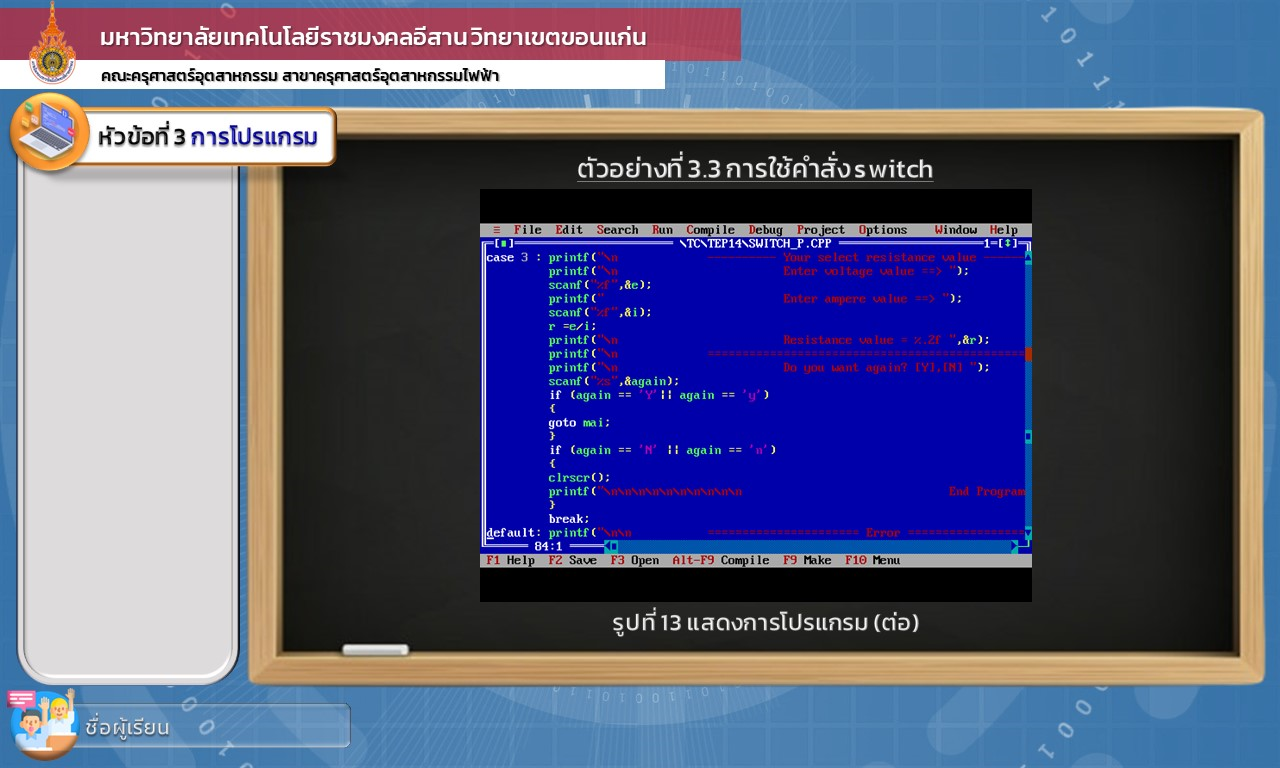 มหาวิทยาลัยเทคโนโลยีราชมงคลอีสาน วิทยาเขตขอนแก่น
คณะครุศาสตร์อุตสาหกรรม สาขาครุศาสตร์อุตสาหกรรมไฟฟ้า
หัวข้อที่ 3 การโปรแกรม
ตัวอย่างที่ 3.3 การใช้คำสั่ง switch
≡ File Edit Search Run Compile Debug Project Options Window Help
[■] \TC\TEP14\SWITCH_P.CPP 1=[↕]
case 3 : printf("\n ---------- Your select resistance value ------
printf("\n Enter voltage value ==> ");
scanf("%f",&e);
printf(" Enter ampere value ==> ");
scanf("%f",&i);
r =e/i;
printf("\n Resistance value = %.2f ",&r);
printf("\n ==============================================
printf("\n Do you want again? [Y],[N] ");
scanf("%s",&again);
if (again == 'Y'|| again == 'y')
{
goto mai;
}
if (again == 'N' || again == 'n')
{
clrscr();
printf("\n\n\n\n\n\n\n\n\n\n End Program
}
break;
default: printf("\n\n ====================== Error ==================
84:1
F1 Help F2 Save F3 Open Alt-F9 Compile F9 Make F10 Menu
รูปที่ 13 แสดงการโปรแกรม (ต่อ)
ชื่อผู้เรียน